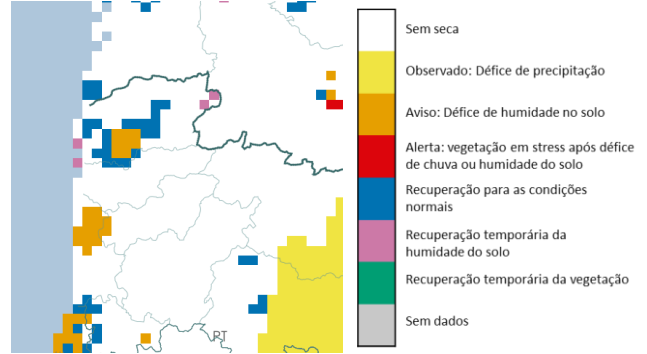 Sem seca
Observado: Défice de precipitação
Aviso: Défice de humidade no solo
Alerta: vegetação em stress após défice
de chuva ou humidade do solo
Recuperação para as condições
normais
Recuperação temporária da
humidade do solo
Recuperação temporária da vegetação
Sem dados
PT